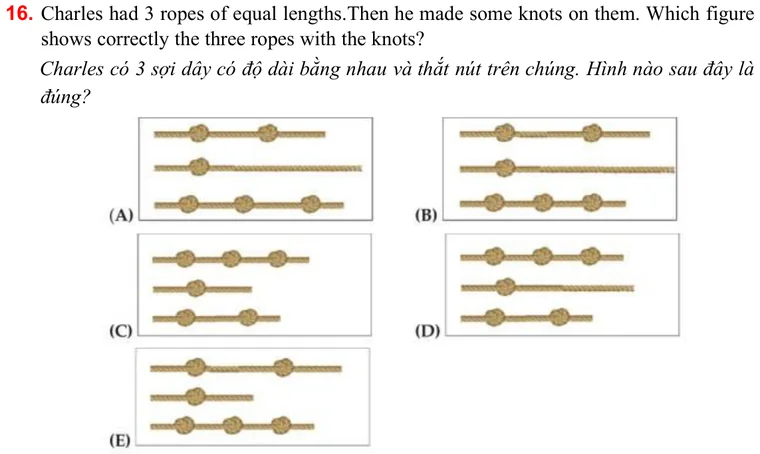 16. Charles had 3 ropes of equal lengths.Then he made some knots on them. Which figure
shows correctly the three ropes with the knots?
Charles có 3 sợi dây có độ dài bằng nhau và thắt nút trên chúng. Hình nào sau đây là
đúng?
(A)
(B)
(C)
(D)
(E)